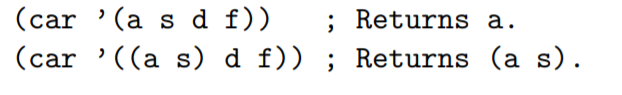 (car ’(a s d f))   ; Returns a.
(car ’((a s) d f)) ; Returns (a s).